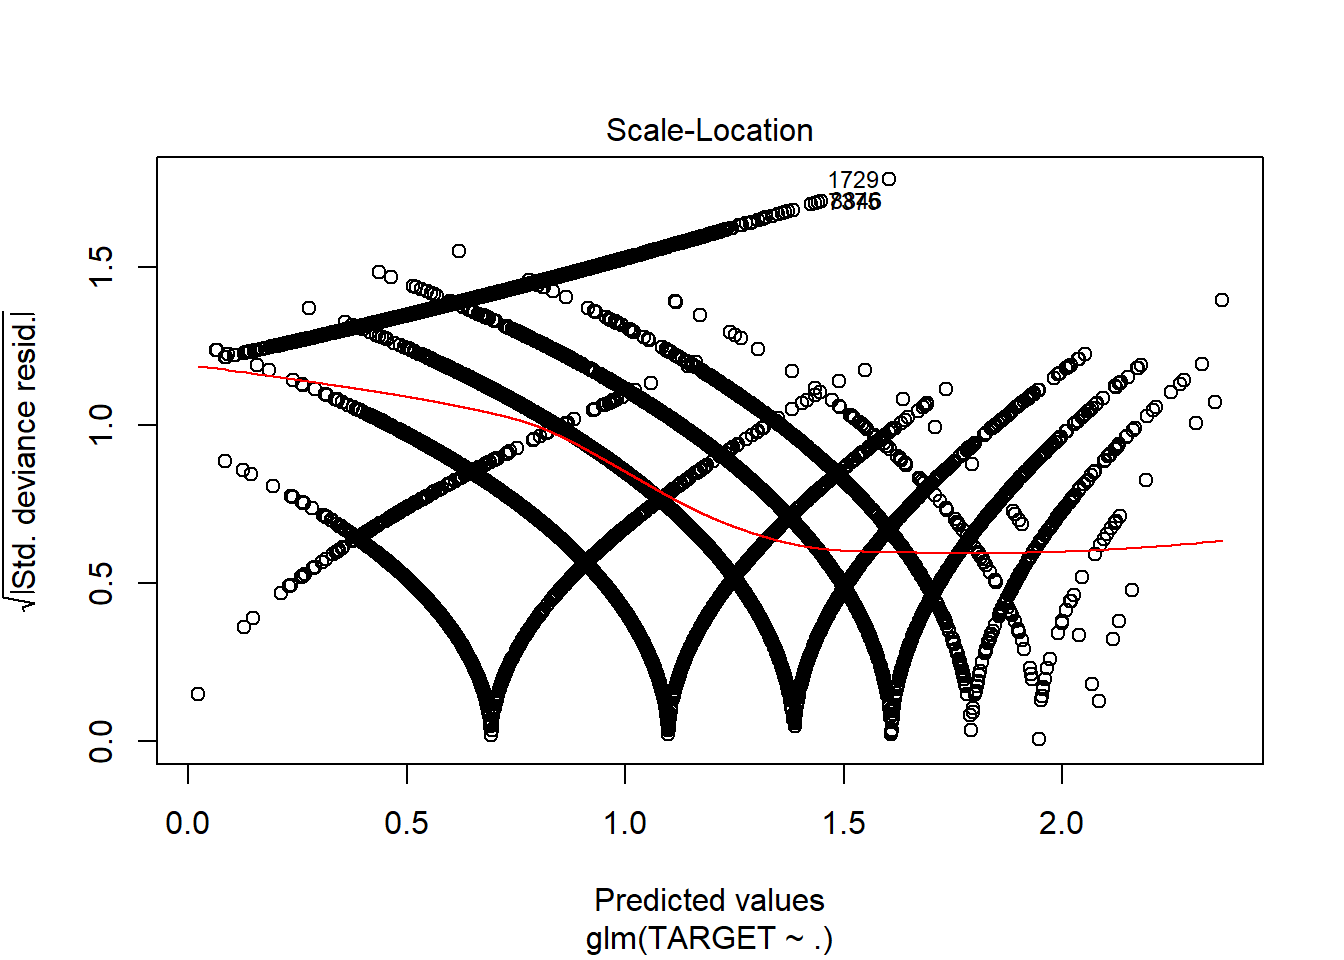 Scale-Location
1729
√|Std. deviance resid.|
0.0
0.5
1.0
1.5
0.0 0.5 1.0 1.5 2.0
Predicted values
glm(TARGET ~ .)